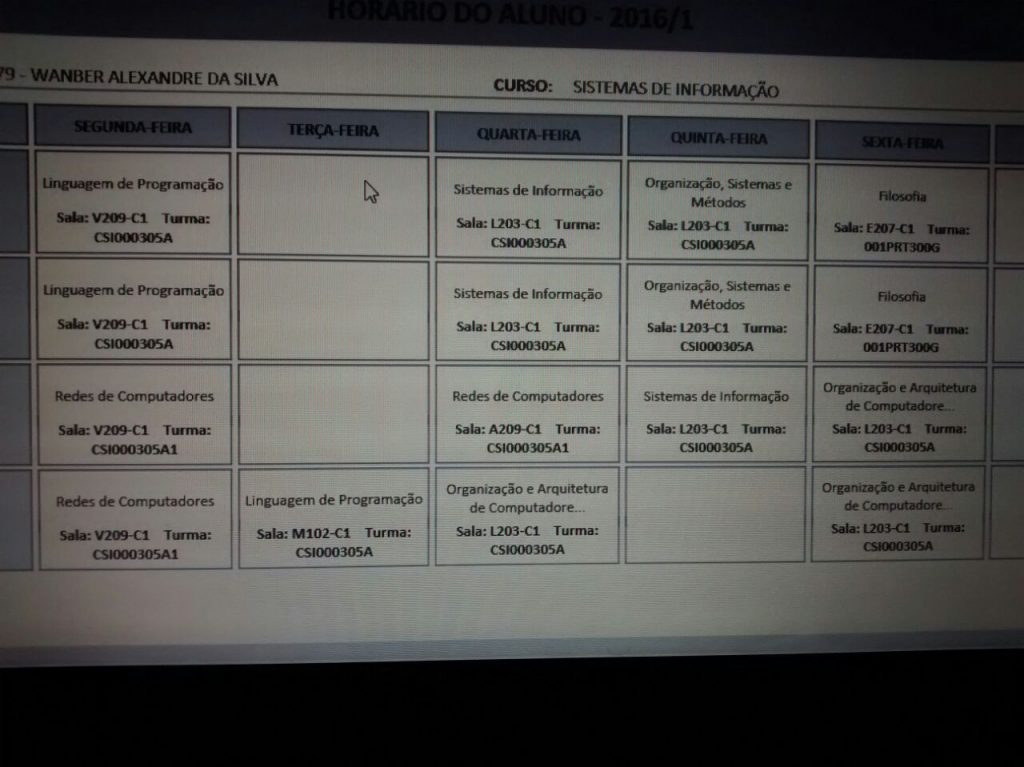 HORÁRIO DO ALUNO - 2016/1
79 - WANBER ALEXANDRE DA SILVA CURSO: SISTEMAS DE INFORMAÇÃO
SEGUNDA-FEIRA TERÇA-FEIRA QUARTA-FEIRA QUINTA-FEIRA SEXTA-FEIRA
Linguagem de Programação
Sala: V209-C1 Turma:
CSI000305A
Sistemas de Informação
Sala: L203-C1 Turma:
CSI000305A
Organização, Sistemas e
Métodos
Sala: L203-C1 Turma:
CSI000305A
Filosofia
Sala: E207-C1 Turma:
001PRT300G
Linguagem de Programação
Sala: V209-C1 Turma:
CSI000305A
Sistemas de Informação
Sala: L203-C1 Turma:
CSI000305A
Organização, Sistemas e
Métodos
Sala: L203-C1 Turma:
CSI000305A
Filosofia
Sala: E207-C1 Turma:
001PRT300G
Redes de Computadores
Sala: V209-C1 Turma:
CSI000305A1
Redes de Computadores
Sala: A209-C1 Turma:
CSI000305A1
Sistemas de Informação
Sala: L203-C1 Turma:
CSI000305A
Organização e Arquitetura
de Computadore...
Sala: L203-C1 Turma:
CSI000305A
Redes de Computadores
Sala: V209-C1 Turma:
CSI000305A1
Linguagem de Programação
Sala: M102-C1 Turma:
CSI000305A
Organização e Arquitetura
de Computadore...
Sala: L203-C1 Turma:
CSI000305A
Organização e Arquitetura
de Computadore...
Sala: L203-C1 Turma:
CSI000305A